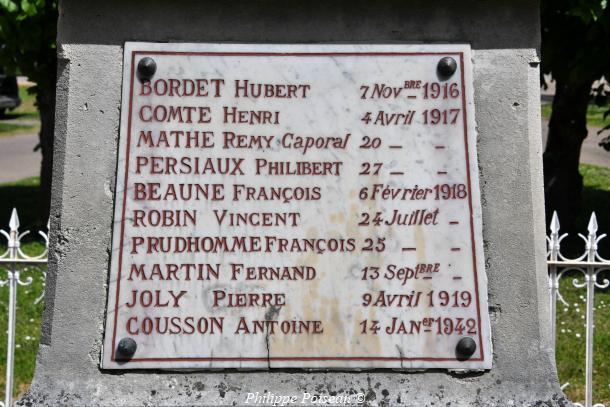 BORDET HUBERT 7 NOVBRE 1916
COMTE HENRI 4 AVRIL 1917
MATHE REMY CAPORAL 20 – –
PERSIAUX PHILIBERT 27 – –
BEAUNE FRANÇOIS 6 FÉVRIER 1918
ROBIN VINCENT 24 JUILLET –
PRUDHOMME FRANÇOIS 25 – –
MARTIN FERNAND 13 SEPTBRE –
JOLY PIERRE 9 AVRIL 1919
COUSSON ANTOINE 14 JANER 1942
Philippe Poiseau ©